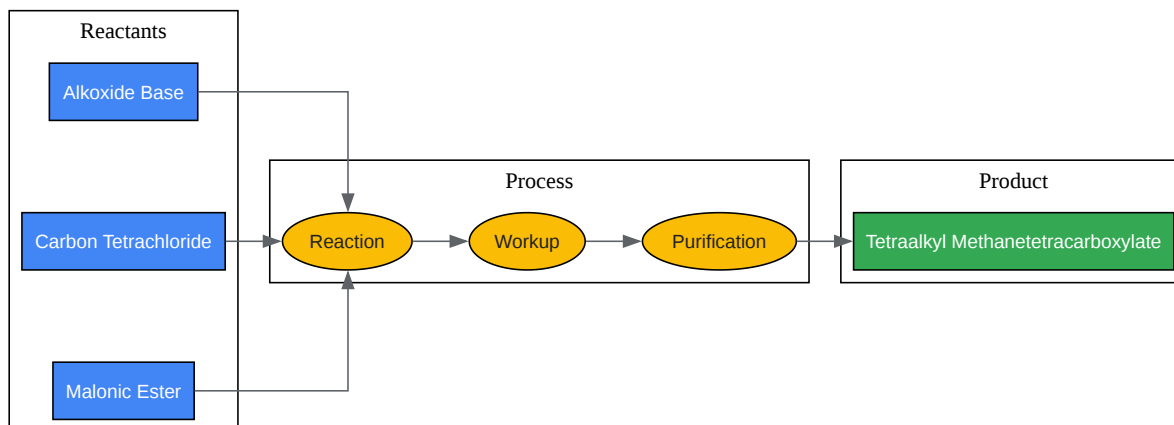 Reactants
Alkoxide Base
Carbon Tetrachloride
Malonic Ester
Process
Reaction
Workup
Purification
Product
Tetraalkyl Methanetetracarboxylate